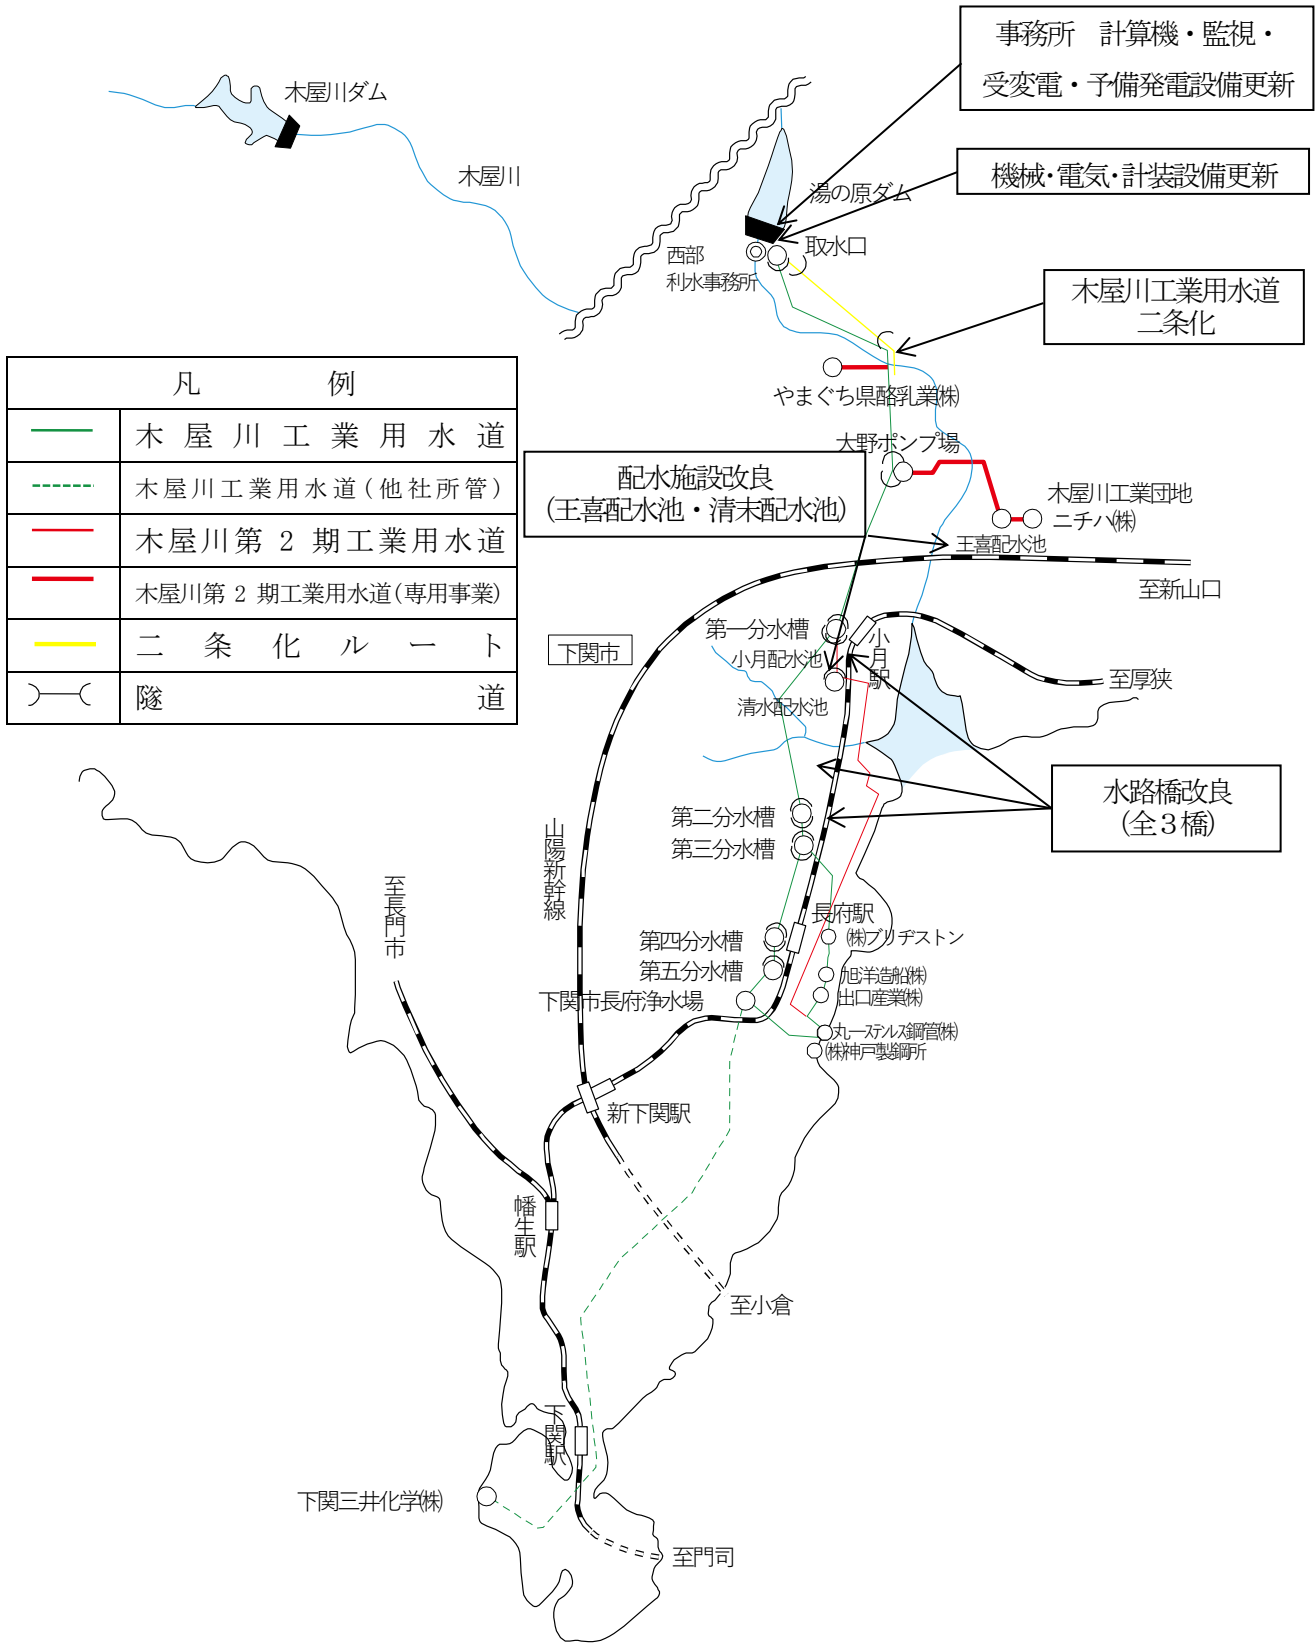 事務所　計算機・監視・
受変電・予備発電設備更新
木屋川ダム
木屋川
機械・電気・計装設備更新
湯の原ダム
取水口
西部
利水事務所
木屋川工業用水道
二条化
やまぐち県酪乳業㈱
凡　例
木屋川工業用水道
木屋川工業用水道(他社所管)
木屋川第2期工業用水道
木屋川第2期工業用水道(専用事業)
二条化ルート
隧道
大野ポンプ場
配水施設改良
(王喜配水池・清末配水池)
木屋川工業団地
ニチハ㈱
王喜配水池
至新山口
下関市
第一分水槽
小月配水池
小月駅
至厚狭
清水配水池
水路橋改良
(全３橋)
第二分水槽
第三分水槽
山陽新幹線
至長門市
長府駅
㈱ブリヂストン
第四分水槽
第五分水槽
旭洋造船㈱
下関市長府浄水場
出口産業㈱
丸一ステンレス鋼管㈱
㈱神戸製鋼所
新下関駅
幡生駅
至小倉
下関駅
下関三井化学㈱
至門司